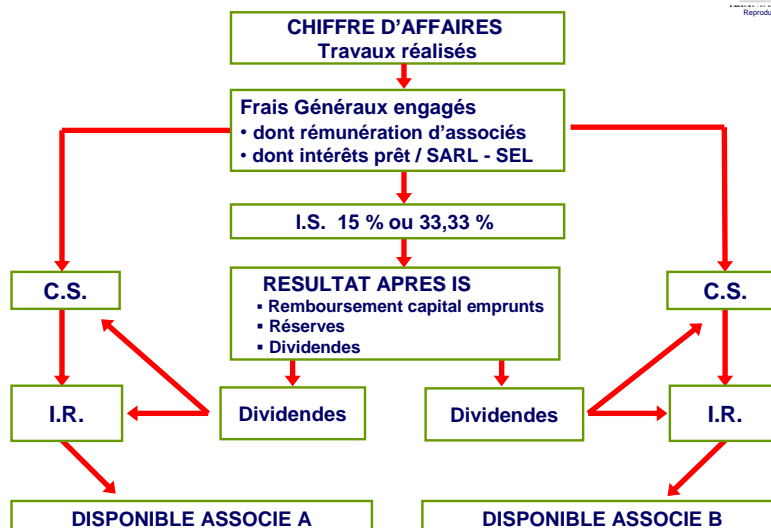 Reprodu
CHIFFRE D'AFFAIRES
Travaux réalisés
Frais Généraux engagés
• dont rémunération d'associés
• dont intérêts prêt / SARL - SEL
I.S. 15 % ou 33,33 %
C.S.
RESULTAT APRES IS
▪ Remboursement capital emprunts
▪ Réserves
▪ Dividendes
C.S.
I.R.
Dividendes
Dividendes
I.R.
DISPONIBLE ASSOCIE A
DISPONIBLE ASSOCIE B